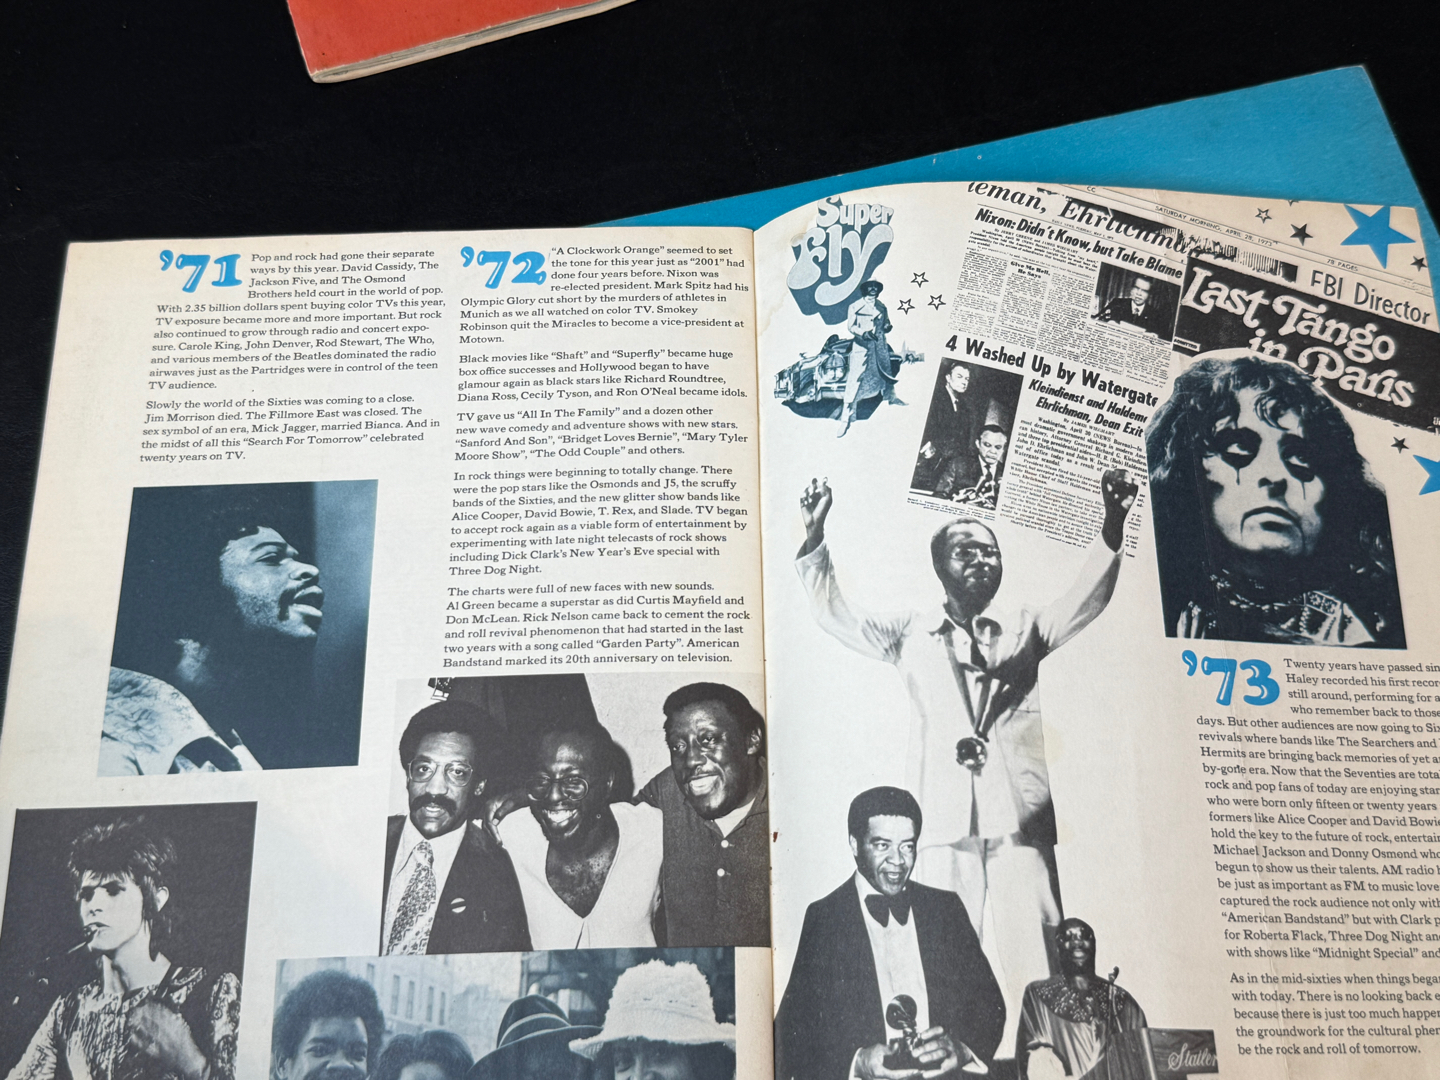 '71
Pop and rock had gone their separate
ways by this year. David Cassidy, The
Jackson Five, and The Osmond
Brothers held court in the world of pop.
With 2.35 billion dollars spent buying color TVs this year,
TV exposure became more and more important. But rock
also continued to grow through radio and concert expo-
sure. Carole King, John Denver, Rod Stewart, The Who,
and various members of the Beatles dominated the radio
airwaves just as the Partridges were in control of the teen
TV audience.
Slowly the world of the Sixties was coming to a close.
Jim Morrison died. The Fillmore East was closed. The
sex symbol of an era, Mick Jagger, married Bianca. And in
the midst of all this "Search For Tomorrow" celebrated
twenty years on TV.
'72
"A Clockwork Orange" seemed to set
the tone for this year just as "2001" had
done four years before. Nixon was
re-elected president. Mark Spitz had his
Olympic Glory cut short by the murders of athletes in
Munich as we all watched on color TV. Smokey
Robinson quit the Miracles to become a vice-president at
Motown.
Black movies like "Shaft" and "Superfly" became huge
box office successes and Hollywood began to have
glamour again as black stars like Richard Roundtree,
Diana Ross, Cecily Tyson, and Ron O'Neal became idols.
TV gave us "All In The Family" and a dozen other
new wave comedy and adventure shows with new stars.
"Sanford And Son", "Bridget Loves Bernie", "Mary Tyler
Moore Show", "The Odd Couple" and others.
In rock things were beginning to totally change. There
were the pop stars like the Osmonds and J5, the scruffy
bands of the Sixties, and the new glitter show bands like
Alice Cooper, David Bowie, T. Rex, and Slade. TV began
to accept rock again as a viable form of entertainment by
experimenting with late night telecasts of rock shows
including Dick Clark's New Year's Eve special with
Three Dog Night.
The charts were full of new faces with new sounds.
Al Green became a superstar as did Curtis Mayfield and
Don McLean. Rick Nelson came back to cement the rock
and roll revival phenomenon that had started in the last
two years with a song called "Garden Party". American
Bandstand marked its 20th anniversary on television.
Super
Fly
leman, Ehrlichm
SATURDAY MORNING, APRIL 28, 1973
78 PAGES
Nixon: Didn't Know, but Take Blame
Give Me Hell,
He Says
FBI Director
Last Tango
in Paris
4 Washed Up by Watergate
Kleindienst and Haldem
Ehrlichman, Dean Exit
'73
Twenty years have passed sin
Haley recorded his first recor
still around, performing for a
who remember back to those
days. But other audiences are now going to Six
revivals where bands like The Searchers and
Hermits are bringing back memories of yet a
by-gone era. Now that the Seventies are tota
rock and pop fans of today are enjoying star
who were born only fifteen or twenty years
formers like Alice Cooper and David Bowie
hold the key to the future of rock, entertain
Michael Jackson and Donny Osmond who
begun to show us their talents. AM radio h
be just as important as FM to music love
captured the rock audience not only with
"American Bandstand" but with Clark p
for Roberta Flack, Three Dog Night an
with shows like "Midnight Special" and
As in the mid-sixties when things bega
with today. There is no looking back e
because there is just too much happen
the groundwork for the cultural phen
be the rock and roll of tomorrow.
Statler